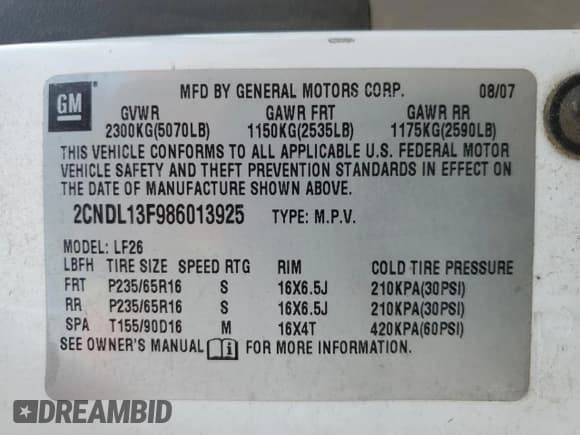 GM
MFD BY GENERAL MOTORS CORP. 08/07
GVWR GAWR FRT GAWR RR
2300KG(5070LB) 1150KG(2535LB) 1175KG(2590LB)
THIS VEHICLE CONFORMS TO ALL APPLICABLE U.S. FEDERAL MOTOR
VEHICLE SAFETY AND THEFT PREVENTION STANDARDS IN EFFECT ON
THE DATE OF MANUFACTURE SHOWN ABOVE.
2CNDL13F986013925 TYPE: M.P.V.
MODEL: LF26
LBFH TIRE SIZE SPEED RTG RIM COLD TIRE PRESSURE
FRT P235/65R16 S 16X6.5J 210KPA(30PSI)
RR P235/65R16 S 16X6.5J 210KPA(30PSI)
SPA T155/90D16 M 16X4T 420KPA(60PSI)
SEE OWNER'S MANUAL i FOR MORE INFORMATION.
DREAMBID